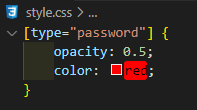 style.css > ...
[type="password"] {
opacity: 0.5;
color: red;
}